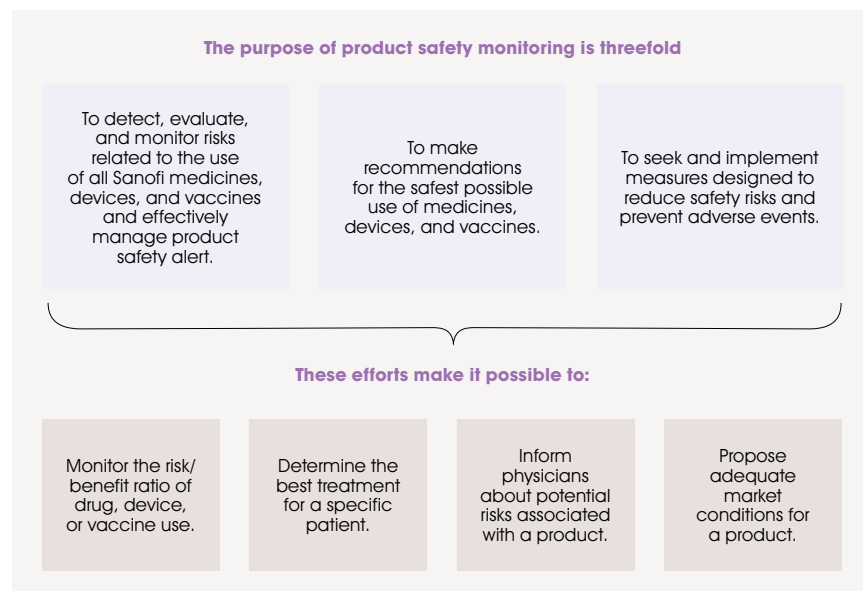 The purpose of product safety monitoring is threefold
To detect, evaluate,
and monitor risks
related to the use
of all Sanofi medicines,
devices, and vaccines
and effectively
manage product
safety alert.
To make
recommendations
for the safest possible
use of medicines,
devices, and vaccines.
To seek and implement
measures designed to
reduce safety risks and
prevent adverse events.
These efforts make it possible to:
Monitor the risk/
benefit ratio of
drug, device,
or vaccine use.
Determine the
best treatment
for a specific
patient.
Inform
physicians
about potential
risks associated
with a product.
Propose
adequate
market
conditions for
a product.